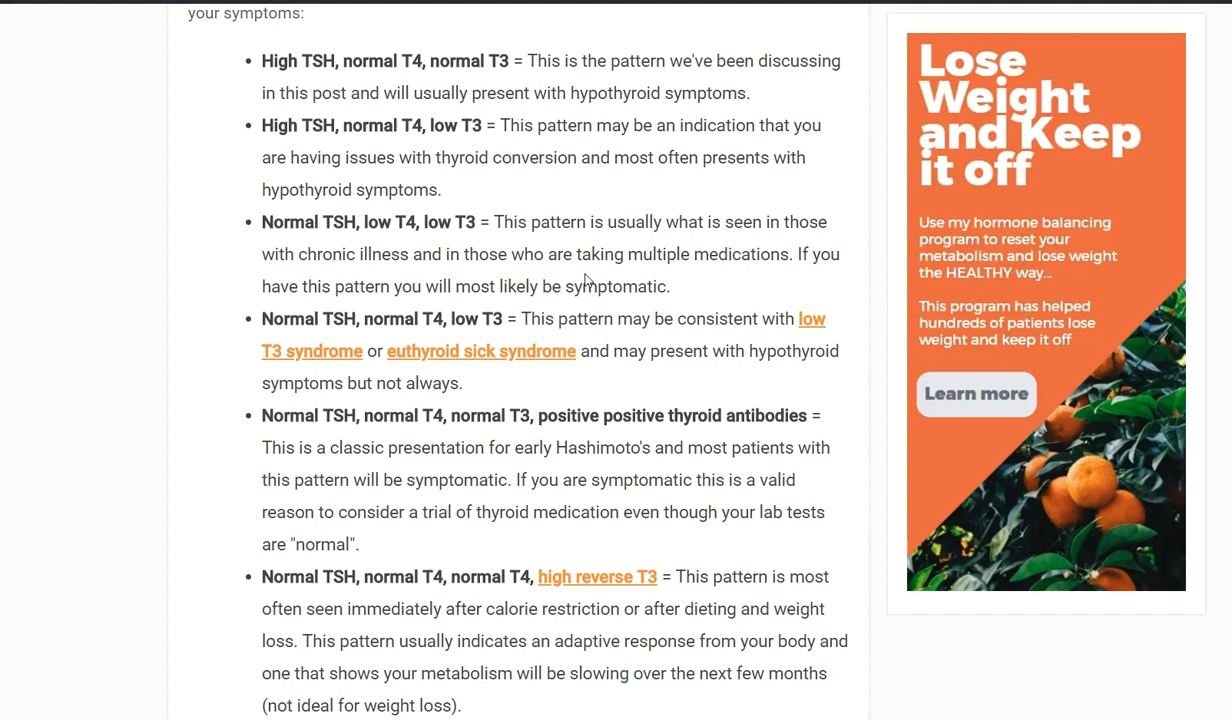 your symptoms:
High TSH, normal T4, normal T3 = This is the pattern we've been discussing
in this post and will usually present with hypothyroid symptoms.
High TSH, normal T4, low T3 = This pattern may be an indication that you
are having issues with thyroid conversion and most often presents with
hypothyroid symptoms.
Normal TSH, low T4, low T3 = This pattern is usually what is seen in those
with chronic illness and in those who are taking multiple medications. If you
have this pattern you will most likely be symptomatic.
Normal TSH, normal T4, low T3 = This pattern may be consistent with low
T3 syndrome or euthyroid sick syndrome and may present with hypothyroid
symptoms but not always.
Normal TSH, normal T4, normal T3, positive positive thyroid antibodies =
This is a classic presentation for early Hashimoto's and most patients with
this pattern will be symptomatic. If you are symptomatic this is a valid
reason to consider a trial of thyroid medication even though your lab tests
are "normal".
Normal TSH, normal T4, normal T4, high reverse T3 = This pattern is most
often seen immediately after calorie restriction or after dieting and weight
loss. This pattern usually indicates an adaptive response from your body and
one that shows your metabolism will be slowing over the next few months
(not ideal for weight loss).
Lose
Weight
and Keep
it off
Use my hormone balancing
program to reset your
metabolism and lose weight
the HEALTHY way...
This program has helped
hundreds of patients lose
weight and keep it off
Learn more